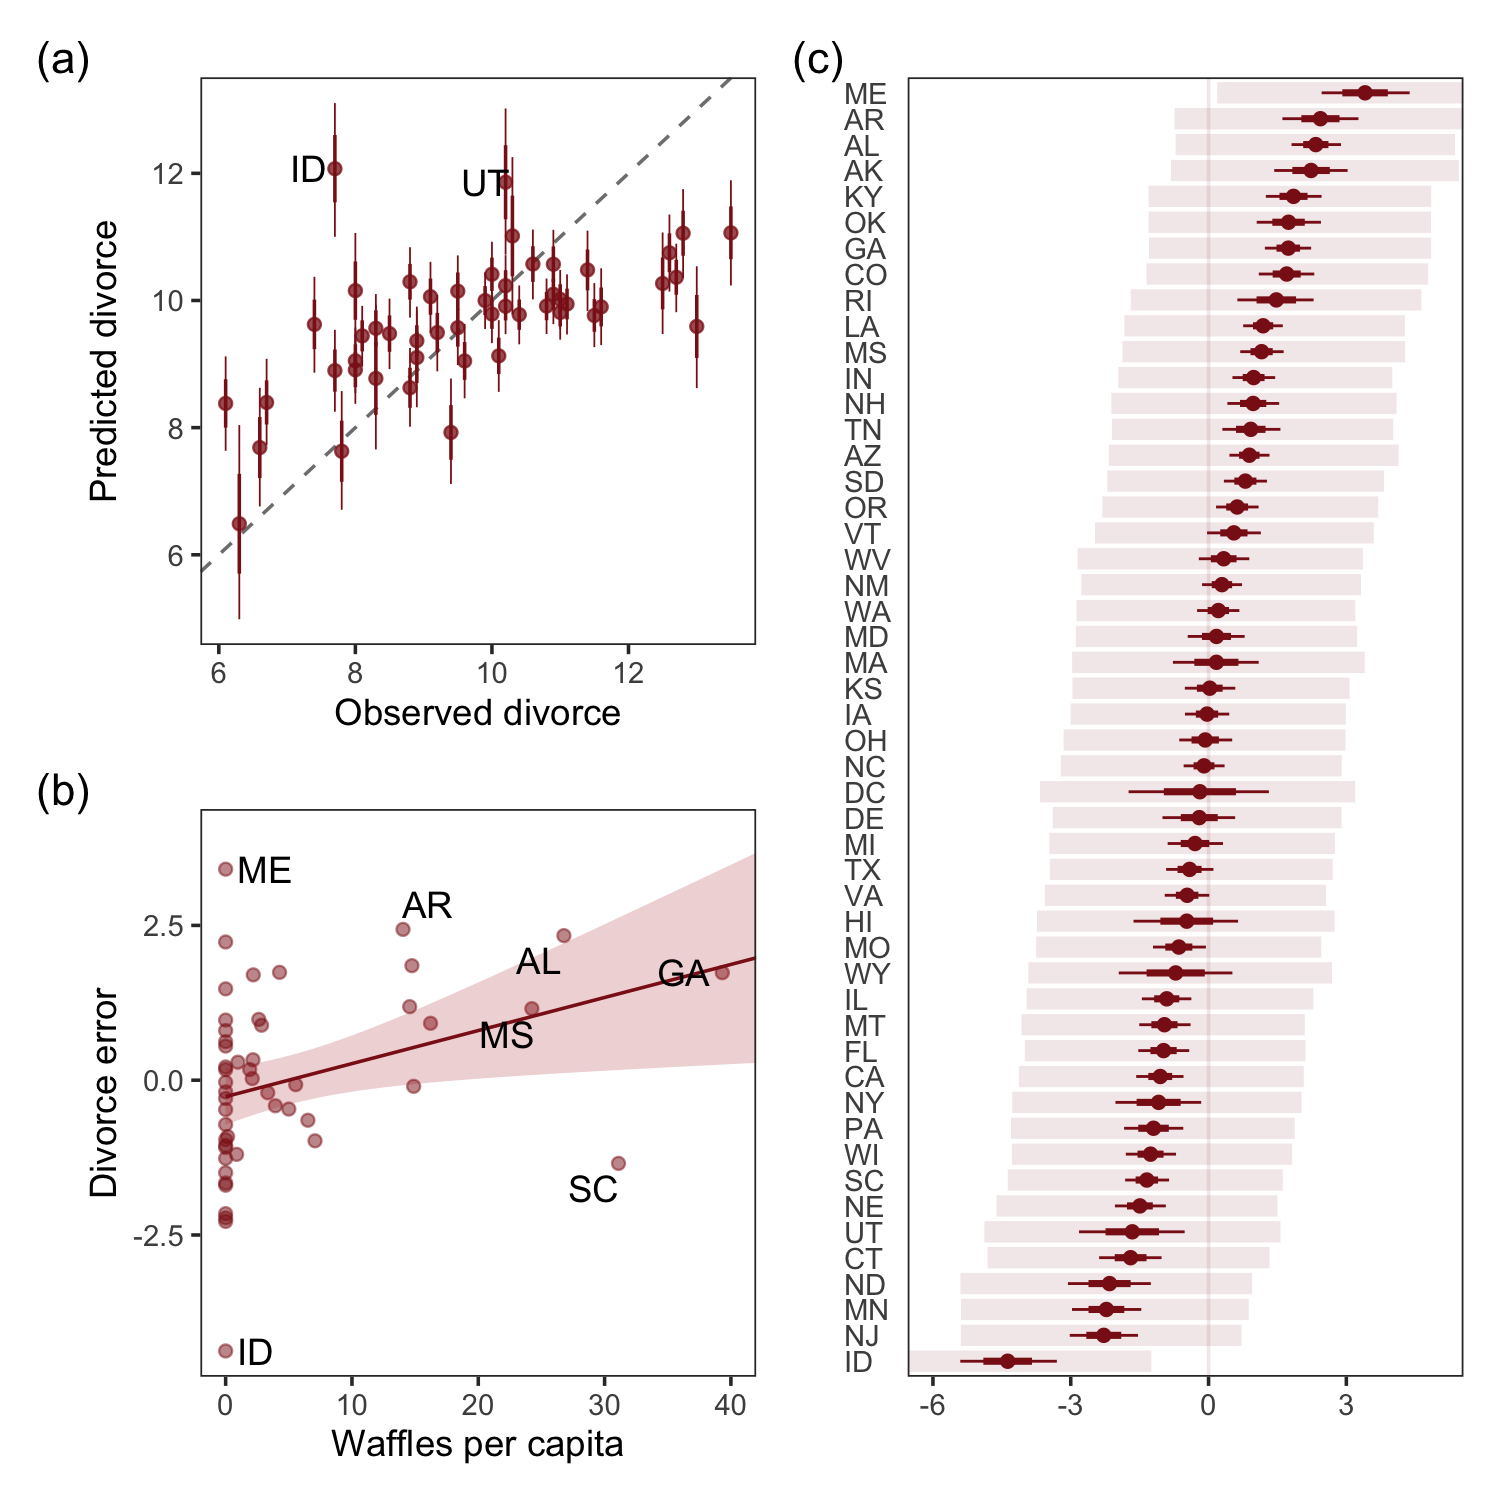 (a)
ID
UT
12
10
8
6
Predicted divorce
6
8
10
12
Observed divorce
(b)
ME
AR
AL
GA
MS
SC
ID
2.5
0.0
-2.5
Divorce error
0
10
20
30
40
Waffles per capita
(c)
ME
AR
AL
AK
KY
OK
GA
CO
RI
LA
MS
IN
NH
TN
AZ
SD
OR
VT
WV
NM
WA
MD
MA
KS
IA
OH
NC
DC
DE
MI
TX
VA
HI
MO
WY
IL
MT
FL
CA
NY
PA
WI
SC
NE
UT
CT
ND
MN
NJ
ID
-6
-3
0
3